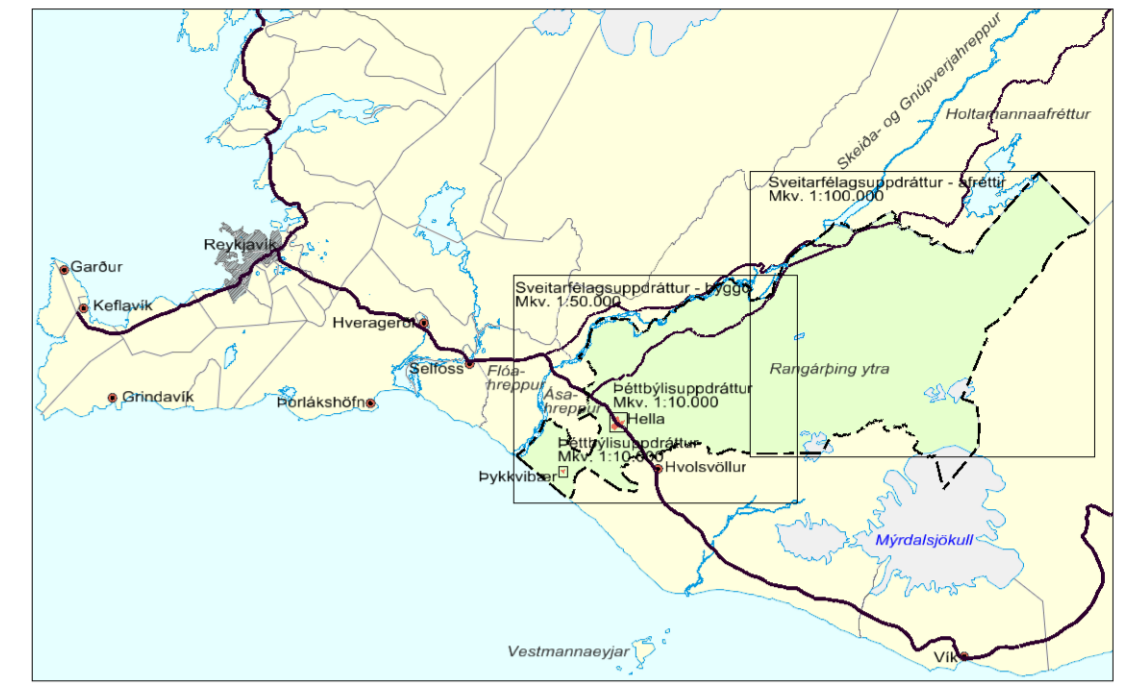 Skeiða- og Gnúpverjahreppur
Holtamannaafréttur
Sveitarfélagsuppdráttur - afréttir
Mkv. 1:100.000
Reykjavík
Garður
Keflavík
Sveitarfélagsuppdráttur - byggð
Mkv. 1:50.000
Hveragerði
Selfoss
Flóa-
hreppur
Rangárþing ytra
Grindavík
Þorlákshöfn
Ása-
hreppur
Þéttbýlisuppdráttur
Mkv. 1:10.000
Hella
Þéttbýlisuppdráttur
Mkv. 1:10.000
Þykkvibær
Hvolsvöllur
Mýrdalsjökull
Vestmannaeyjar
Vík